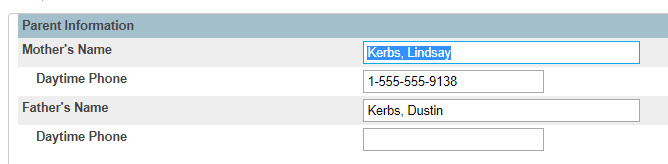 Parent Information
Mother's Name Kerbs, Lindsay
Daytime Phone 1-555-555-9138
Father's Name Kerbs, Dustin
Daytime Phone